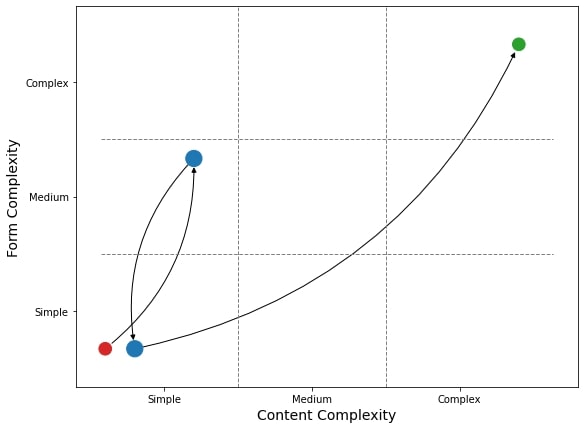 Form Complexity
Complex
Medium
Simple
Simple
Medium
Complex
Content Complexity